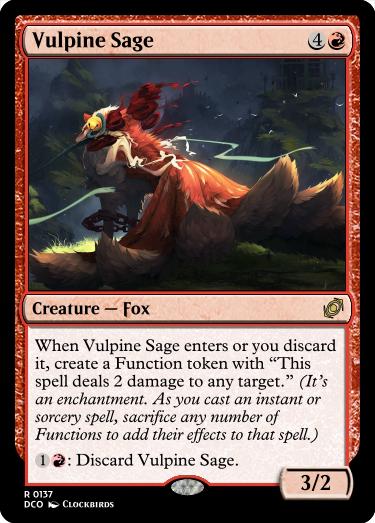 Vulpine Sage 4
Creature — Fox
When Vulpine Sage enters or you discard
it, create a Function token with “This
spell deals 2 damage to any target.” (It’s
an enchantment. As you cast an instant or
sorcery spell, sacrifice any number of
Functions to add their effects to that spell.)
1 : Discard Vulpine Sage.
3/2
R 0137
DCO Clockbirds